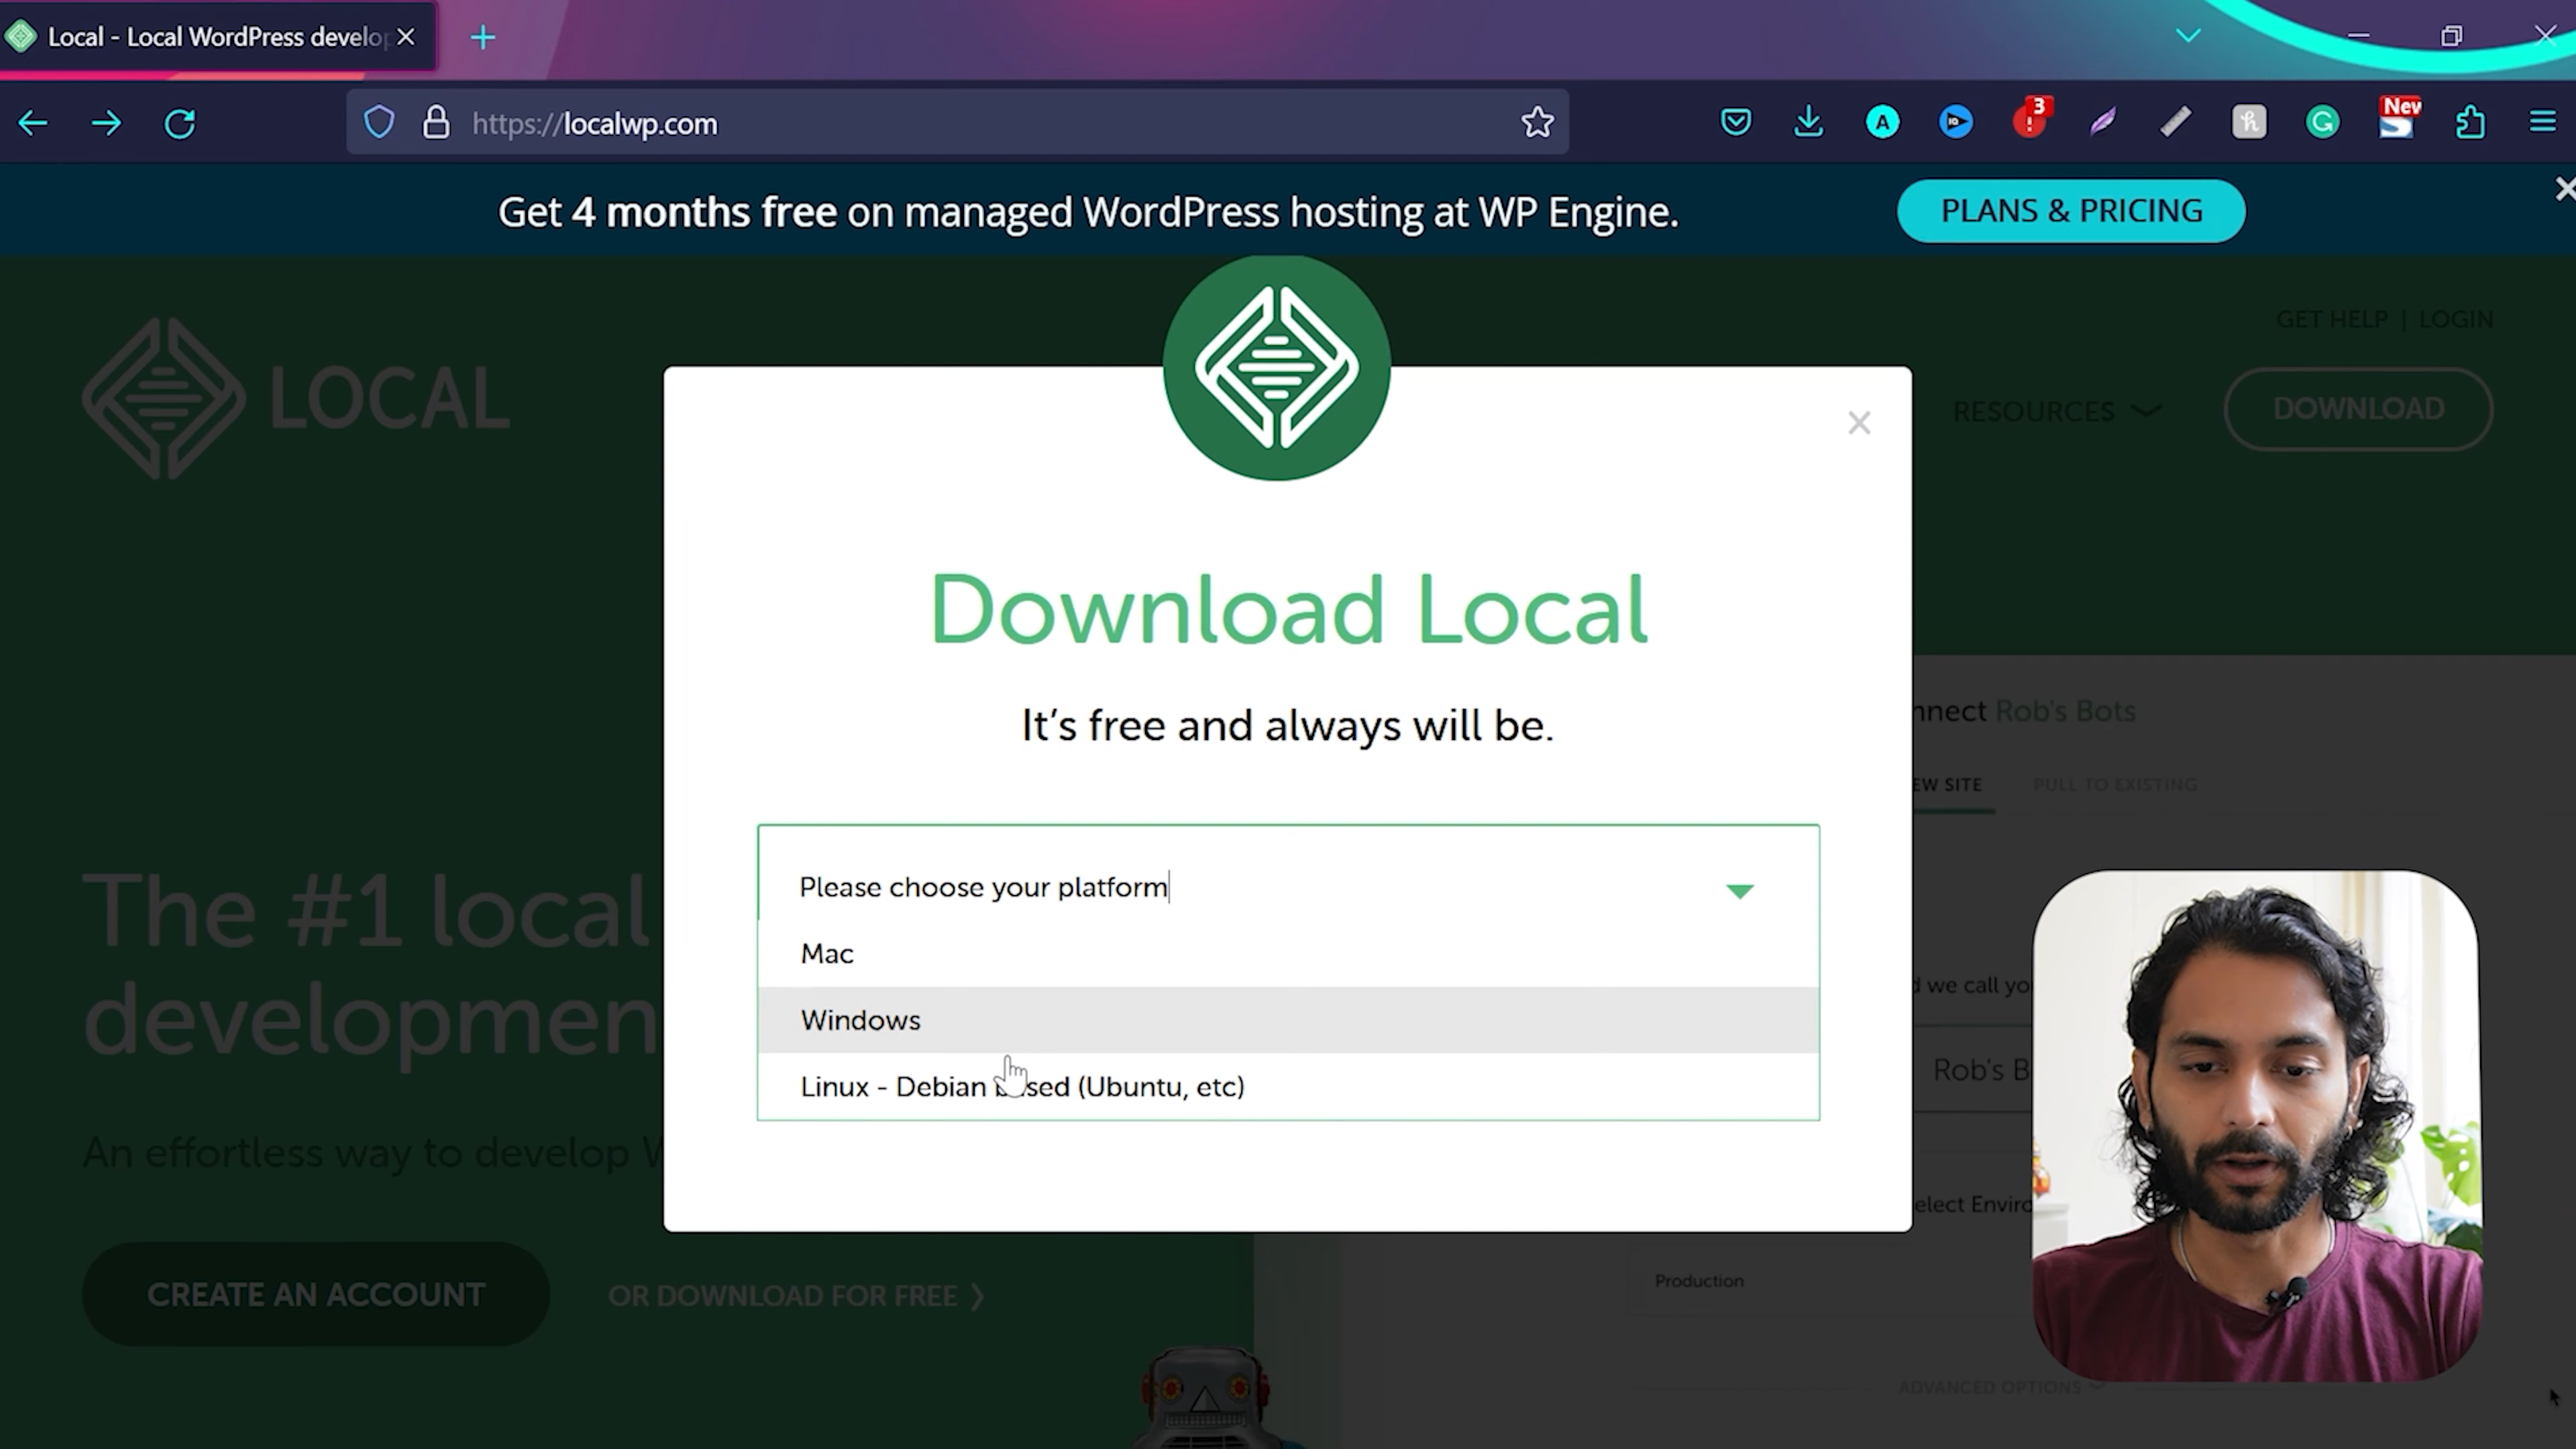 Local - Local WordPress develop
https://localwp.com
3
New
Get 4 months free on managed WordPress hosting at WP Engine.
PLANS & PRICING
GET HELP | LOGIN
LOCAL
RESOURCES
DOWNLOAD
Download Local
It's free and always will be.
nnect Rob's Bots
EW SITE
PULL TO EXISTING
Please choose your platform
Mac
Windows
Linux - Debian based (Ubuntu, etc)
The #1 local
developmen
d we call yo
Rob's B
An effortless way to develop W
elect Enviro
CREATE AN ACCOUNT
OR DOWNLOAD FOR FREE
Production
ADVANCED OPTIONS